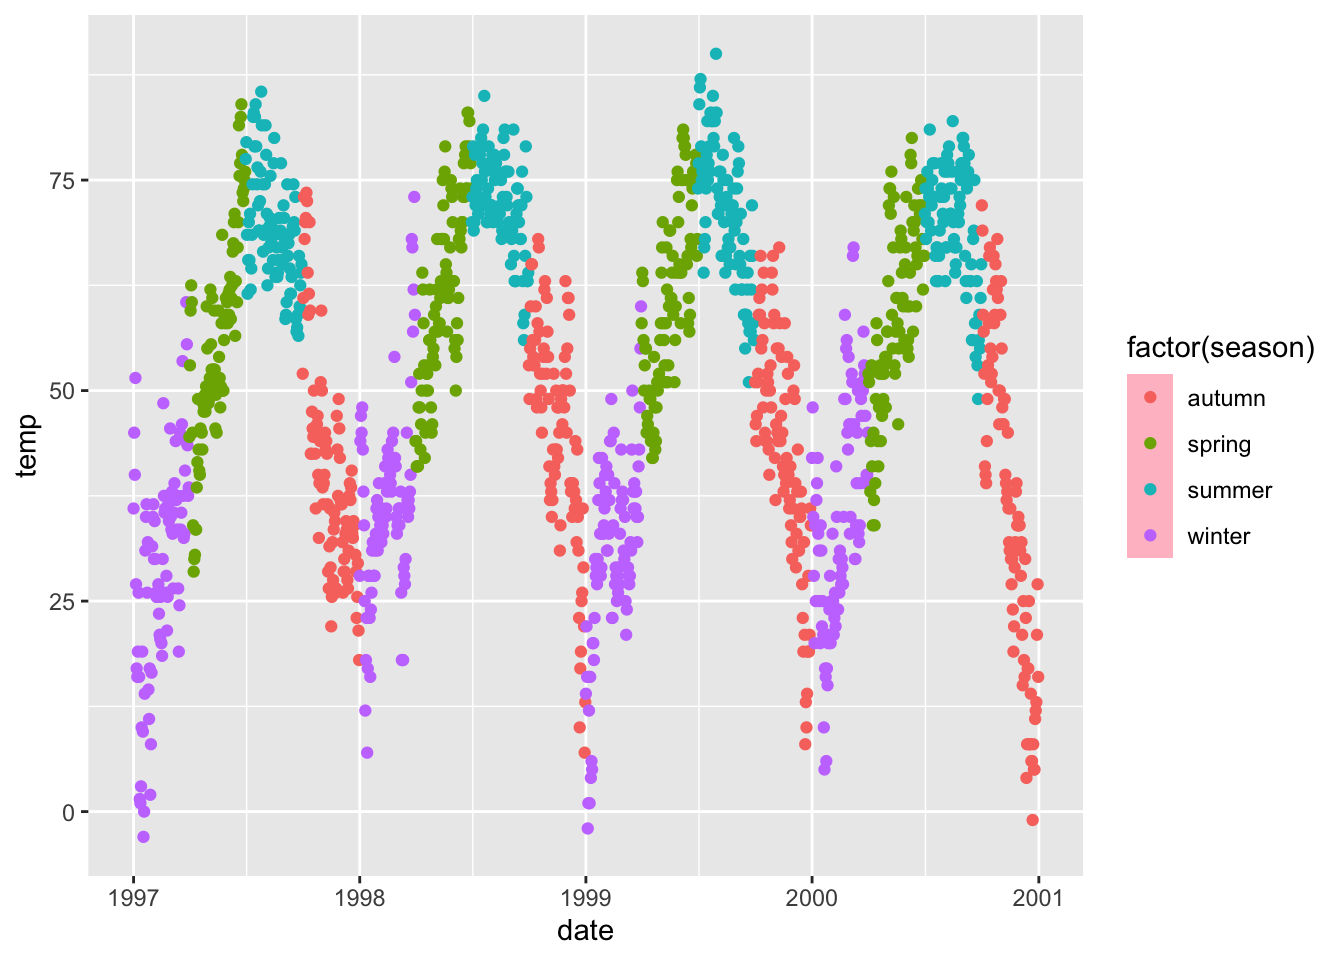 temp
75
50
25
0
1997 1998 1999 2000 2001
date
factor(season)
autumn
spring
summer
winter